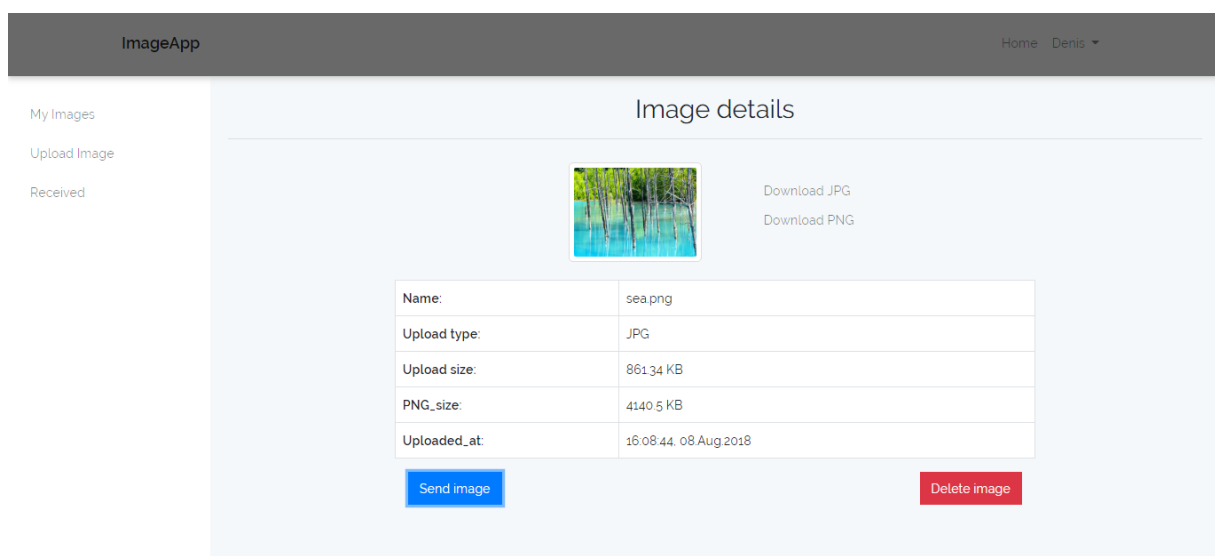 ImageApp
Home Denis
My Images
Upload Image
Received
Image details
Download JPG
Download PNG
Name: sea.png
Upload type: JPG
Upload size: 861.34 KB
PNG_size: 4140.5 KB
Uploaded_at: 16:08:44, 08.Aug.2018
Send image Delete image